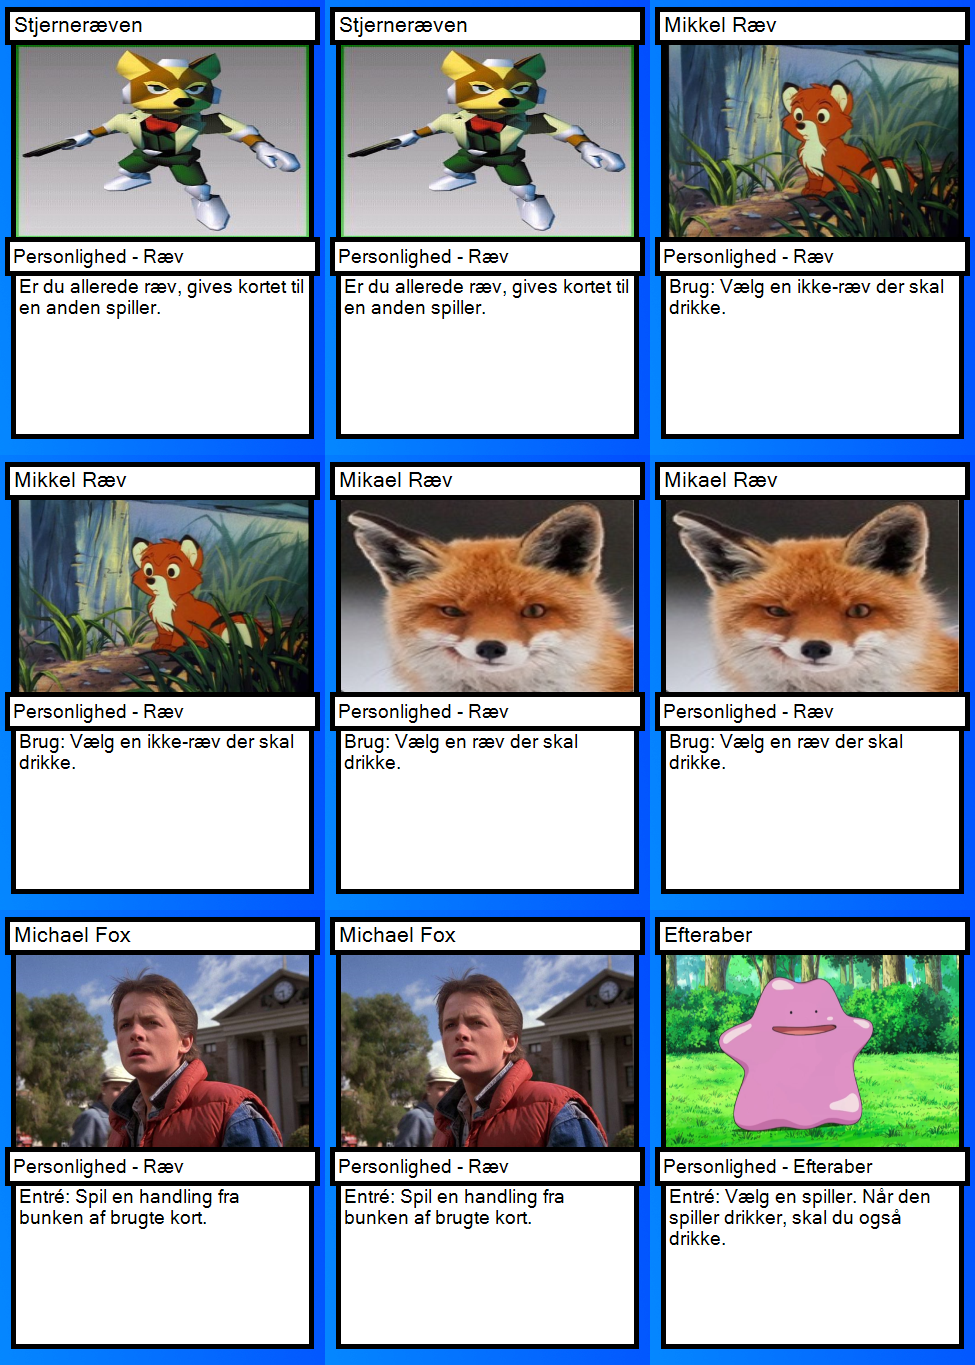 Stjerneræven
Personlighed - Ræv
Er du allerede ræv, gives kortet til
en anden spiller.
Stjerneræven
Personlighed - Ræv
Er du allerede ræv, gives kortet til
en anden spiller.
Mikkel Ræv
Personlighed - Ræv
Brug: Vælg en ikke-ræv der skal
drikke.
Mikkel Ræv
Personlighed - Ræv
Brug: Vælg en ikke-ræv der skal
drikke.
Mikael Ræv
Personlighed - Ræv
Brug: Vælg en ræv der skal
drikke.
Mikael Ræv
Personlighed - Ræv
Brug: Vælg en ræv der skal
drikke.
Michael Fox
Personlighed - Ræv
Entré: Spil en handling fra
bunken af brugte kort.
Michael Fox
Personlighed - Ræv
Entré: Spil en handling fra
bunken af brugte kort.
Efteraber
Personlighed - Efteraber
Entré: Vælg en spiller. Når den
spiller drikker, skal du også
drikke.